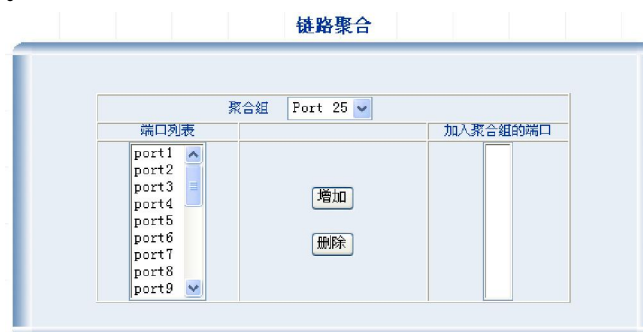 链路聚合
聚合组 Port 25
端口列表 加入聚合组的端口
port1
port2
port3
port4
port5
port6
port7
port8
port9
增加
删除